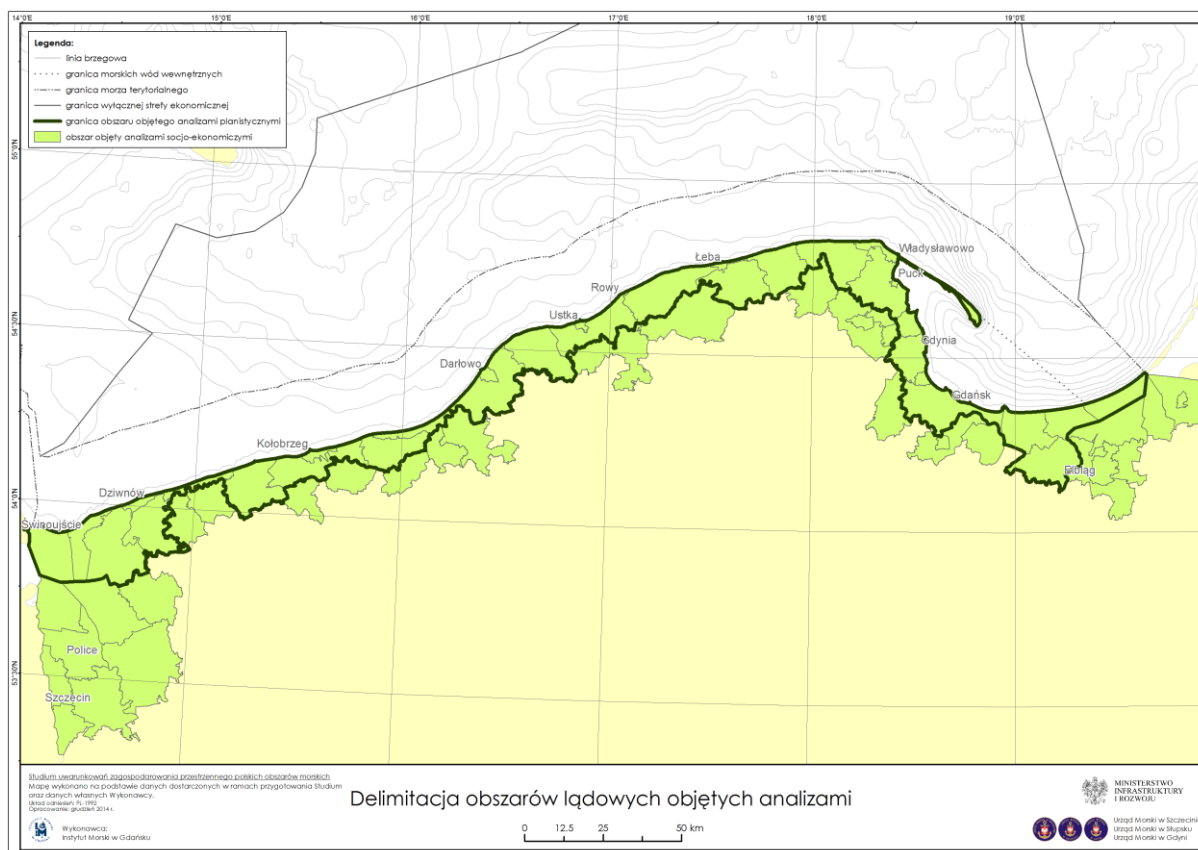 14°0'E
15°0'E
16°0'E
17°0'E
18°0'E
19°0'E
Legenda:
linia brzegowa
granica morskich wód wewnętrznych
granica morza terytorialnego
granica wyłącznej strefy ekonomicznej
granica obszaru objętego analizami planistycznymi
obszar objęty analizami socjo-ekonomiczymi
55°0'N
54°30'N
54°0'N
53°30'N
Władysławowo
Puck
Łeba
Rowy
Ustka
Gdynia
Darłowo
Gdańsk
Kołobrzeg
Elbląg
Dziwnów
Świnoujście
Police
Szczecin
Studium uwarunkowań zagospodarowania przestrzennego polskich obszarów morskich
Mapę wykonano na podstawie danych dostarczonych w ramach przygotowania Studium
oraz danych własnych Wykonawcy.
Układ odniesień: PL-1992
Opracowanie: grudzień 2014 r.
Wykonawca:
Instytut Morski w Gdańsku
Delimitacja obszarów lądowych objętych analizami
0 12.5 25 50 km
MINISTERSTWO
INFRASTRUKTURY
I ROZWOJU
Urząd Morski w Szczecinie
Urząd Morski w Słupsku
Urząd Morski w Gdyni